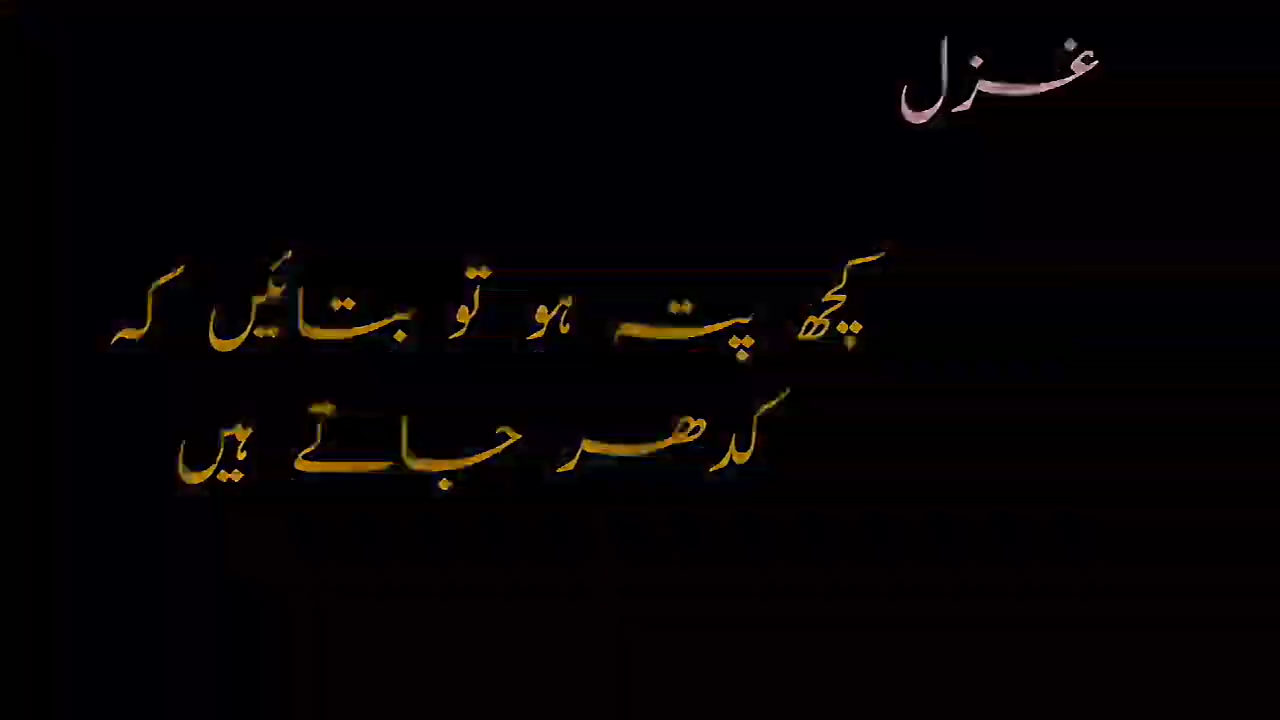 غزل
کچھ پتہ ہو تو بتائیں کہ
کدھر جاتے ہیں